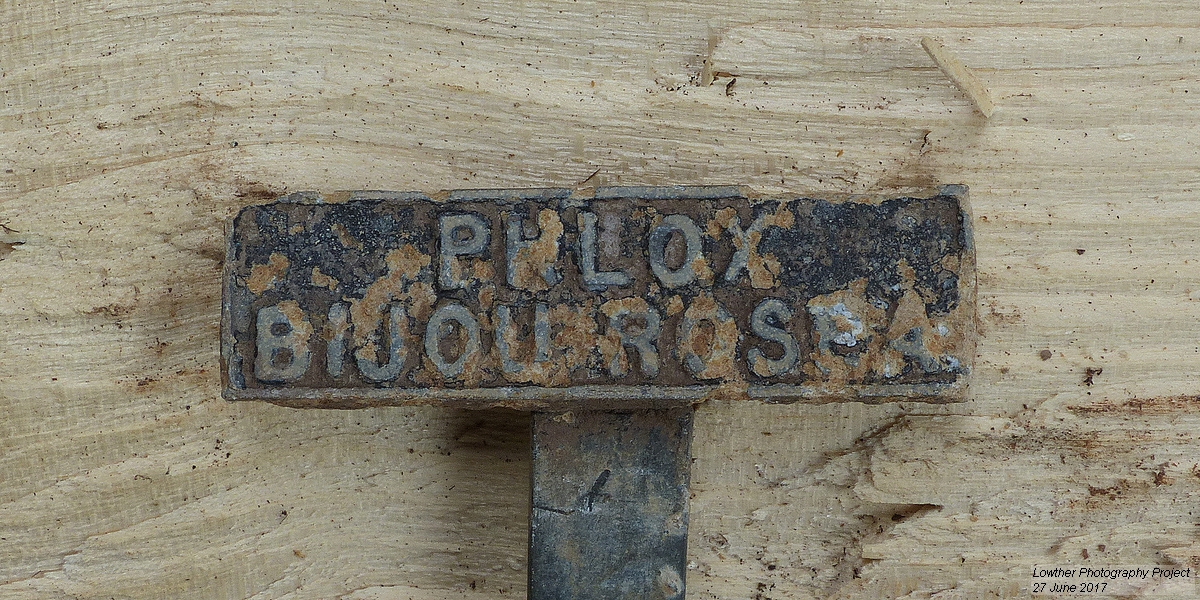 PHLOX
BIJOU ROSEA
Lowther Photography Project
27 June 2017